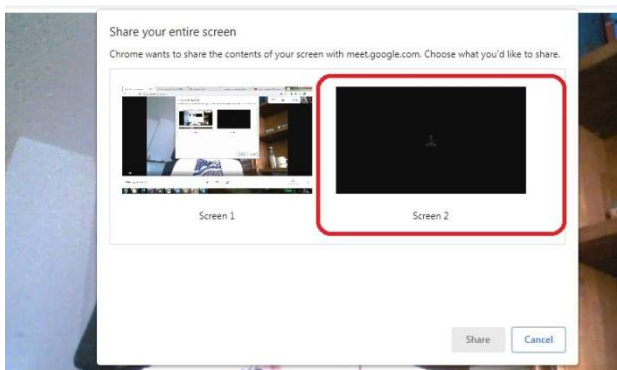 Share your entire screen
Chrome wants to share the contents of your screen with meet.google.com. Choose what you'd like to share.
Screen 1
Screen 2
Share
Cancel